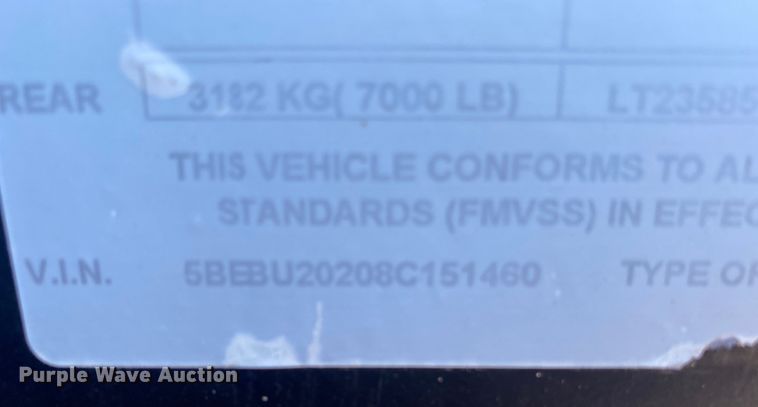 REAR 3182 KG( 7000 LB) LT23585
THIS VEHICLE CONFORMS TO AL
STANDARDS (FMVSS) IN EFFEC
V.I.N. 5BEBU20208C151460 TYPE OF
Purple Wave Auction